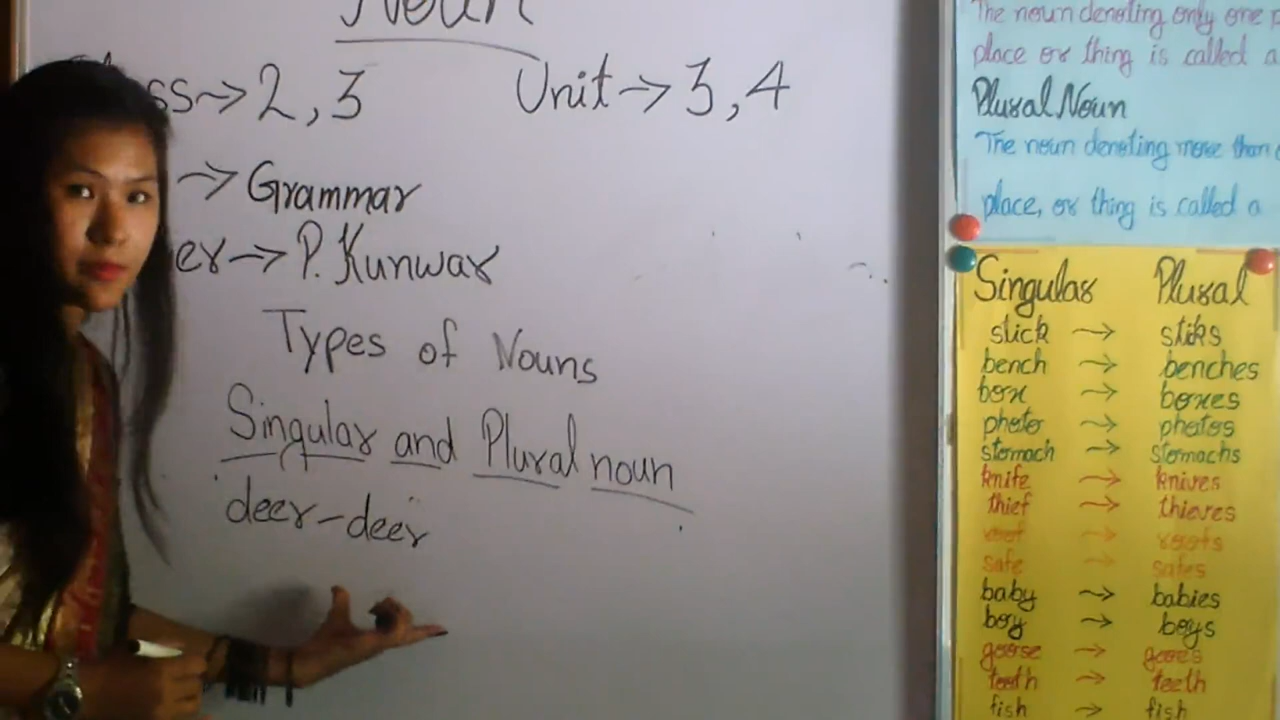 Noun
ss→ 2, 3 Unit→ 3, 4
→ Grammar
er→ P. Kunwar
Types of Nouns
Singular and Plural noun
deer-deer
The noun denoting only one
place or thing is called a
Plural Noun
The noun denoting more than
place, or thing is called a
Singular Plural
stick → sticks
bench → benches
box → boxes
photo → photos
stomach → stomachs
knife → knives
thief → thieves
roof → roofs
safe → safes
baby → babies
boy → boys
goose →
teeth → teeth
fish → fish